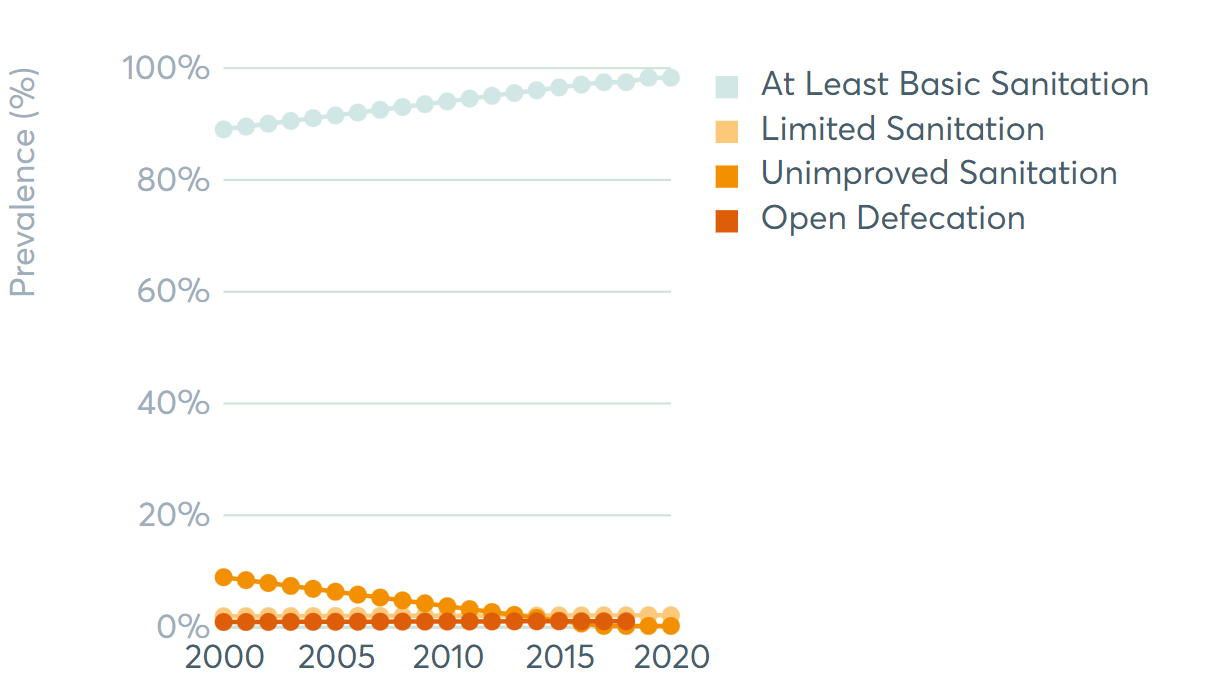 Prevalence (%)
100%
80%
60%
40%
20%
0%
2000 2005 2010 2015 2020
At Least Basic Sanitation
Limited Sanitation
Unimproved Sanitation
Open Defecation